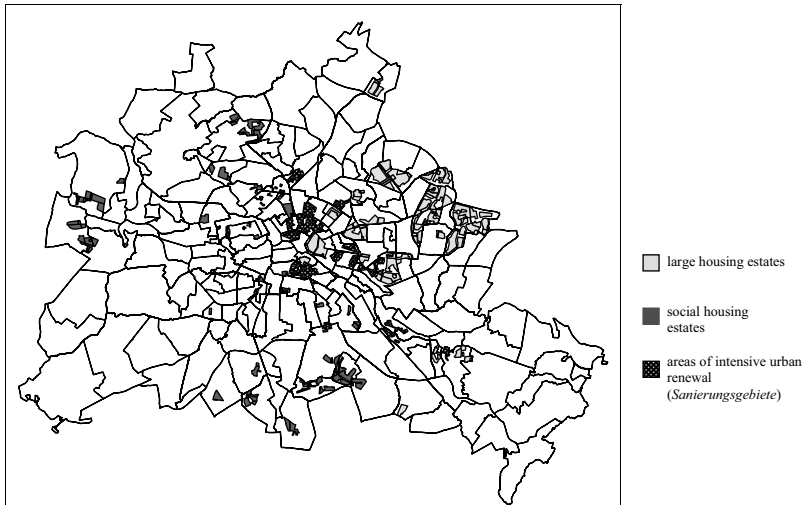 large housing estates
social housing
estates
areas of intensive urban
renewal
(Sanierungsgebiete)